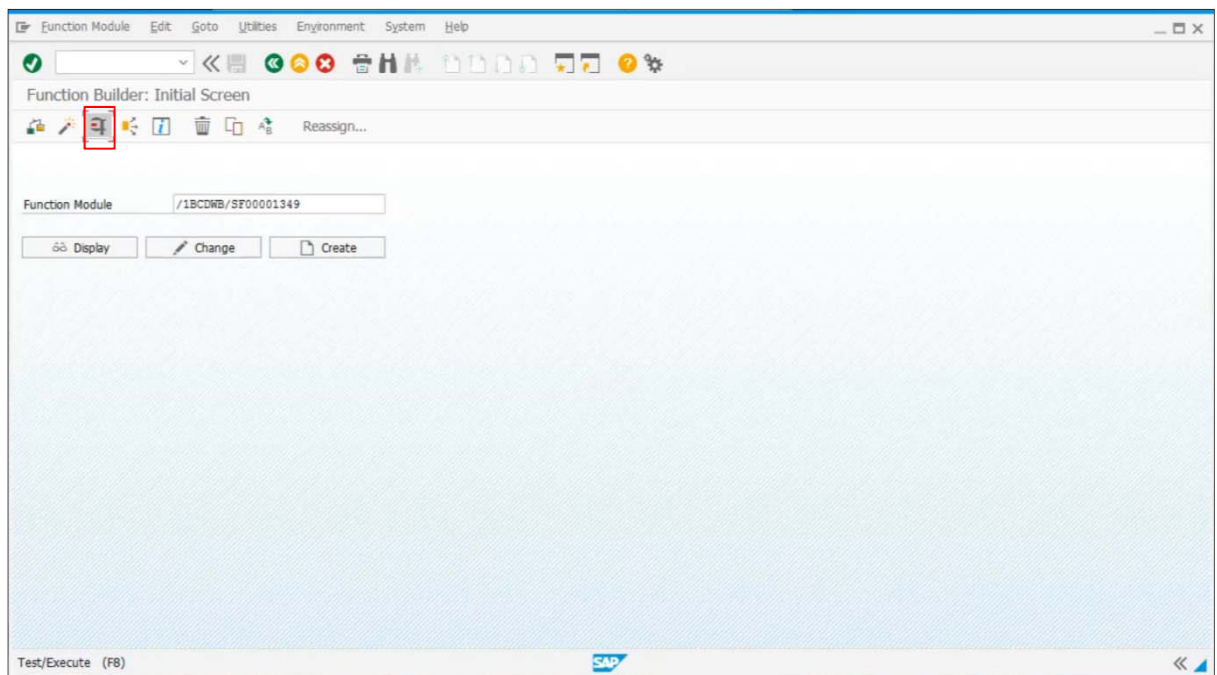 Function Module Edit Goto Utilities Environment System Help
Function Builder: Initial Screen
Reassign...
Function Module /1BCDWB/SF00001349
Display Change Create
Test/Execute (F8) SAP